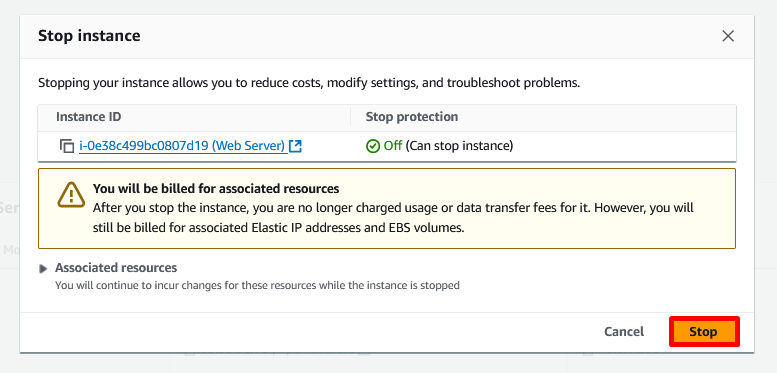 Stop instance
Stopping your instance allows you to reduce costs, modify settings, and troubleshoot problems.
Instance ID Stop protection
i-0e38c499bc0807d19 (Web Server) Off (Can stop instance)
You will be billed for associated resources
After you stop the instance, you are no longer charged usage or data transfer fees for it. However, you will
still be billed for associated Elastic IP addresses and EBS volumes.
Associated resources
You will continue to incur changes for these resources while the instance is stopped
Cancel Stop